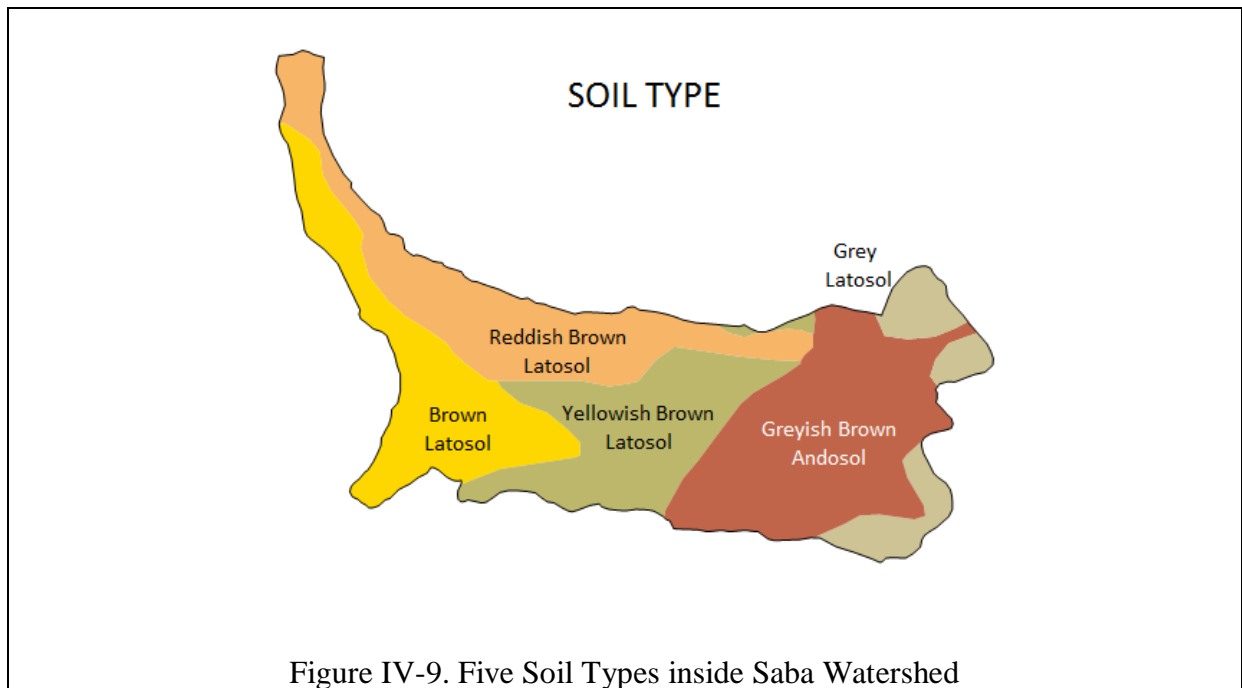 SOIL TYPE
Grey
Latosol
Reddish Brown
Latosol
Brown
Latosol
Yellowish Brown
Latosol
Greyish Brown
Andosol
Figure IV-9. Five Soil Types inside Saba Watershed